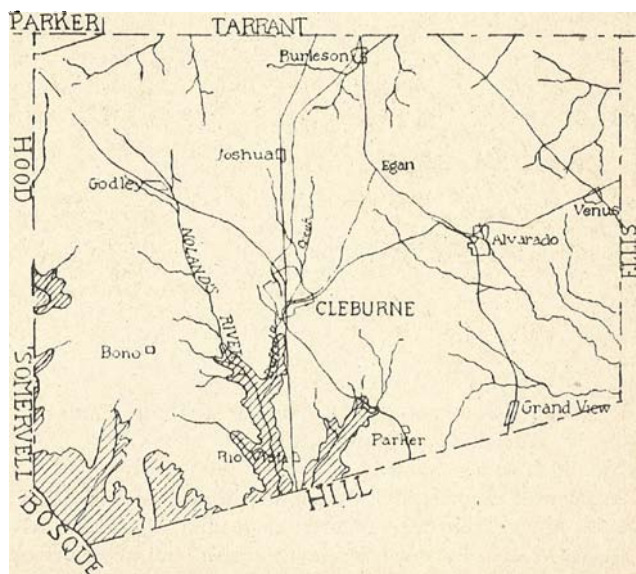 PARKER
TARRANT
Burleson
HOOD
Joshua
Egan
Godley
Venus
NOLANDS
RIVER
Alvarado
ELLIS
CLEBURNE
Bono
SOMERVELL
Grand View
Parker
Rio Vista
HILL
BOSQUE